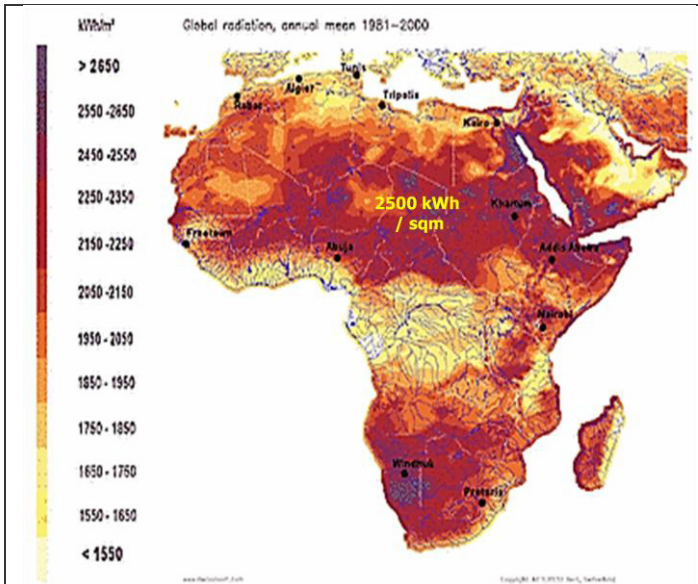 kWh/m²
Global radiation, annual mean 1981-2000
> 2650
2550 -2650
2450 -2550
2350 -2450
2250 -2350
2150 -2250
2050 -2150
1950 - 2050
1850 - 1950
1750 - 1850
1650 - 1750
1550 - 1650
< 1550
Tunis
Algier
Rabat
Tripolis
Kairo
2500 kWh
/ sqm
Khartum
Freetown
Abuja
Addis Abeba
Nairobi
Windhuk
Pretoria